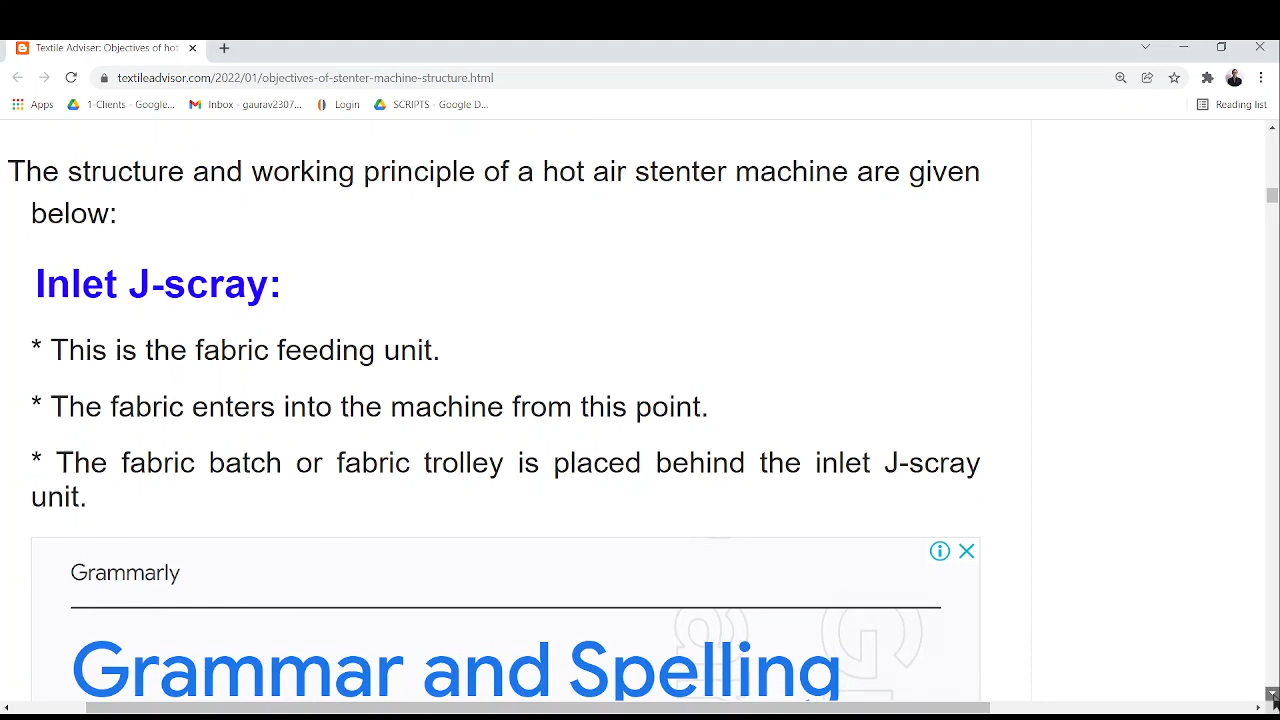 Textile Adviser: Objectives of hot
textileadvisor.com/2022/01/objectives-of-stenter-machine-structure.html
Apps 1-Clients - Google... Inbox - gaurav2307... Login SCRIPTS - Google D... Reading list
The structure and working principle of a hot air stenter machine are given
below:
Inlet J-scray:
* This is the fabric feeding unit.
* The fabric enters into the machine from this point.
* The fabric batch or fabric trolley is placed behind the inlet J-scray
unit.
Grammarly
Grammar and Spelling